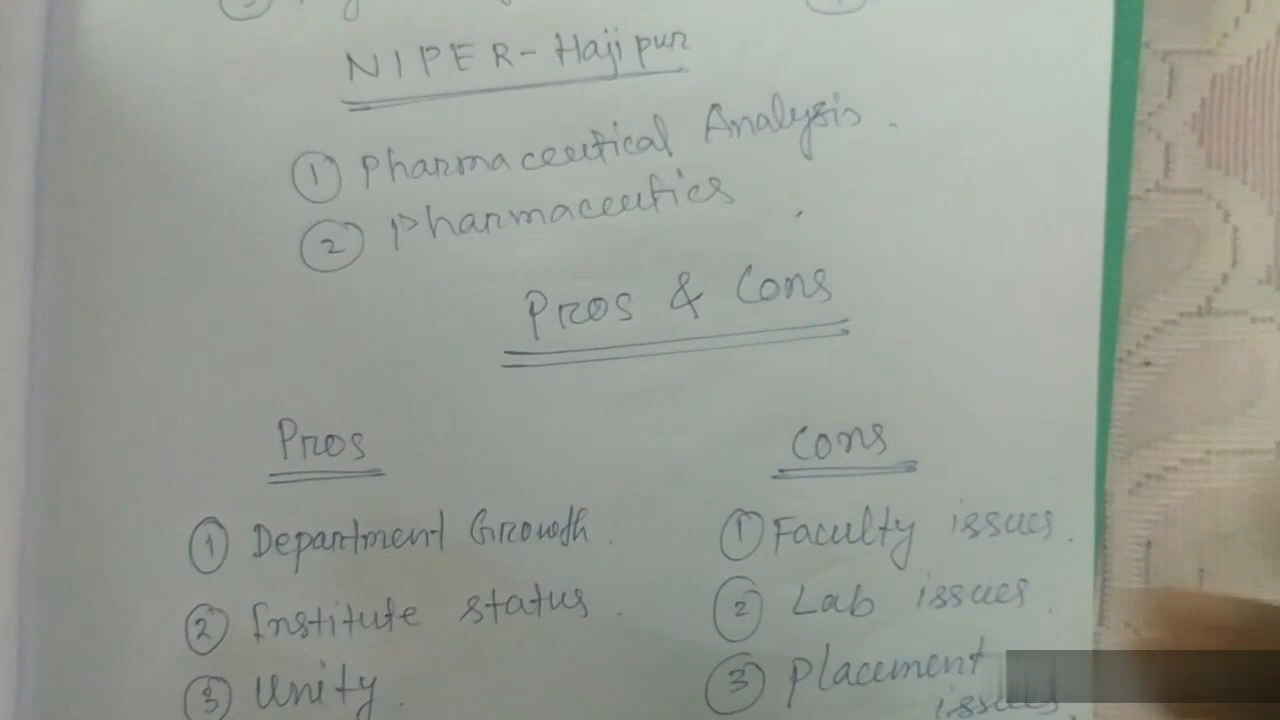 NIPER-Hajipur
① Pharmaceutical Analysis.
② Pharmaceutics.
Pros & Cons
Pros
Cons
① Department Growth.
① Faculty issues.
② Institute status.
② Lab issues.
③ Unity.
③ Placement
issues